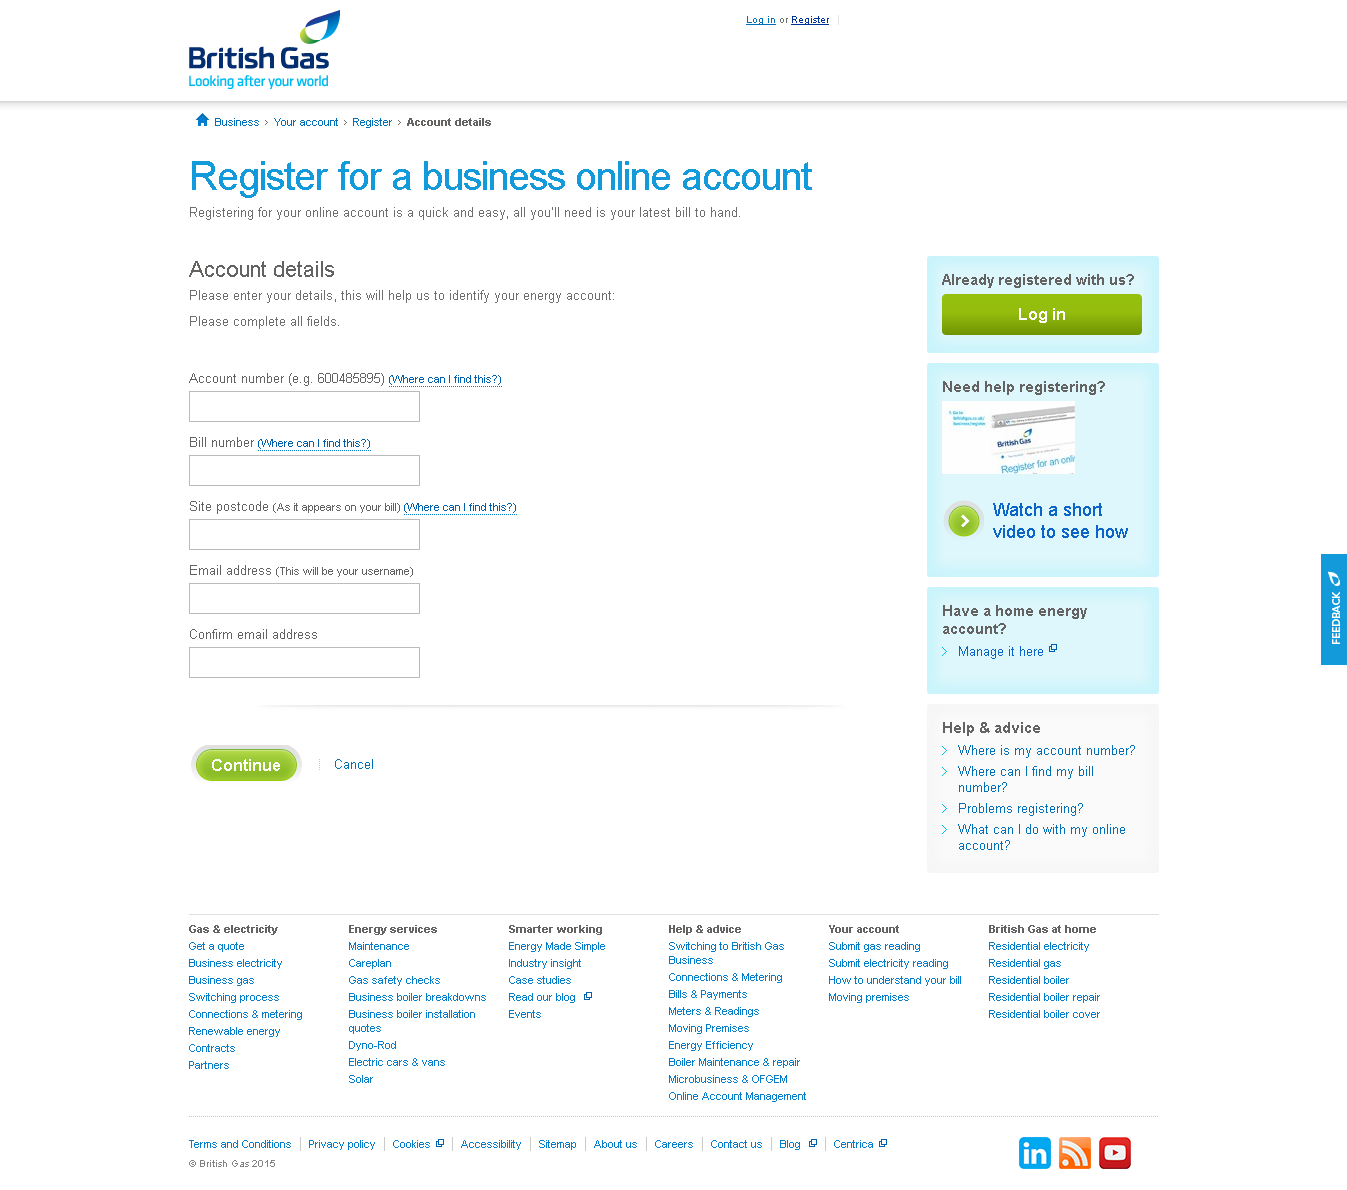 British Gas
Looking after your world
Log in or Register
Business > Your account > Register > Account details
Register for a business online account
Registering for your online account is a quick and easy, all you'll need is your latest bill to hand.
Account details
Please enter your details, this will help us to identify your energy account:
Please complete all fields.
Account number (e.g. 600485895) (Where can I find this?)
Bill number (Where can I find this?)
Site postcode (As it appears on your bill) (Where can I find this?)
Email address (This will be your username)
Confirm email address
Continue
Cancel
Already registered with us?
Log in
Need help registering?
British Gas
Register for an onlin
Watch a short
video to see how
Have a home energy
account?
Manage it here
Help & advice
Where is my account number?
Where can I find my bill
number?
Problems registering?
What can I do with my online
account?
FEEDBACK
Gas & electricity
Get a quote
Business electricity
Business gas
Switching process
Connections & metering
Renewable energy
Contracts
Partners
Energy services
Maintenance
Careplan
Gas safety checks
Business boiler breakdowns
Business boiler installation
quotes
Dyno-Rod
Electric cars & vans
Solar
Smarter working
Energy Made Simple
Industry insight
Case studies
Read our blog
Events
Help & advice
Switching to British Gas
Business
Connections & Metering
Bills & Payments
Meters & Readings
Moving Premises
Energy Efficiency
Boiler Maintenance & repair
Microbusiness & OFGEM
Online Account Management
Your account
Submit gas reading
Submit electricity reading
How to understand your bill
Moving premises
British Gas at home
Residential electricity
Residential gas
Residential boiler
Residential boiler repair
Residential boiler cover
Terms and Conditions
Privacy policy
Cookies
Accessibility
Sitemap
About us
Careers
Contact us
Blog
Centrica
in
© British Gas 2015